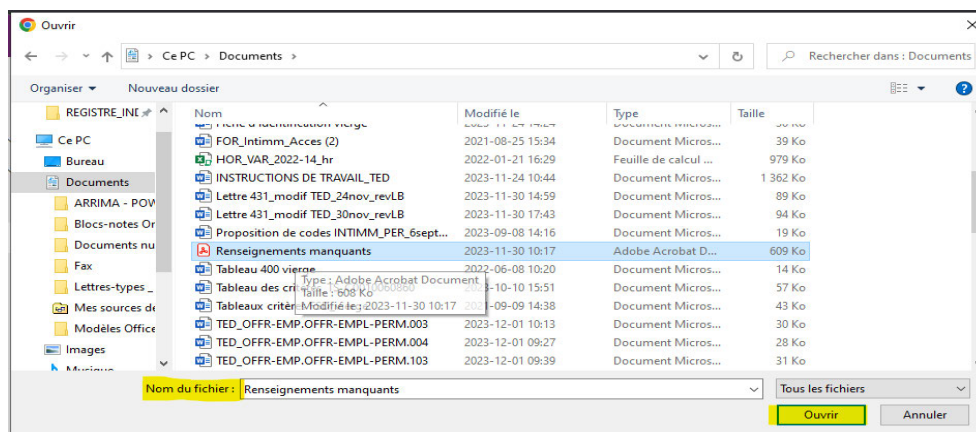 Ouvrir
Ce PC > Documents >
Rechercher dans : Documents
Organiser
Nouveau dossier
REGISTRE_INI
Ce PC
Bureau
Documents
ARRIMA - POW
Blocs-notes Or
Documents nu
Fax
Lettres-types _
Mes sources de
Modèles Office
Images
Musique
Nom Modifié le Type Taille
FOR_Intimm_Acces (2) 2021-08-25 15:34 Document Micros... 39 Ko
HOR_VAR_2022-14_hr 2022-01-21 16:29 Feuille de calcul ... 979 Ko
INSTRUCTIONS DE TRAVAIL_TED 2023-11-24 10:44 Document Micros... 1 362 Ko
Lettre 431_modif TED_24nov_revLB 2023-11-30 14:59 Document Micros... 89 Ko
Lettre 431_modif TED_30nov_revLB 2023-11-30 17:43 Document Micros... 94 Ko
Proposition de codes INTIMM_PER_6sept... 2023-09-08 14:16 Document Micros... 19 Ko
Renseignements manquants 2023-11-30 10:17 Adobe Acrobat D... 609 Ko
Tableau 400 vierge 2022-06-08 10:20 Document Micros... 14 Ko
Tableau des cri -10-10 15:51 Document Micros... 57 Ko
Tableaux critèr -09-09 14:38 Document Micros... 43 Ko
TED_OFFR-EMP.OFFR-EMPL-PERM.003 2023-12-01 10:13 Document Micros... 30 Ko
TED_OFFR-EMP.OFFR-EMPL-PERM.004 2023-12-01 09:27 Document Micros... 28 Ko
TED_OFFR-EMP.OFFR-EMPL-PERM.103 2023-12-01 09:39 Document Micros... 31 Ko
Type : Adobe Acrobat Document
Taille : 608 Ko
Modifié le : 2023-11-30 10:17
Nom du fichier : Renseignements manquants
Tous les fichiers
Ouvrir Annuler